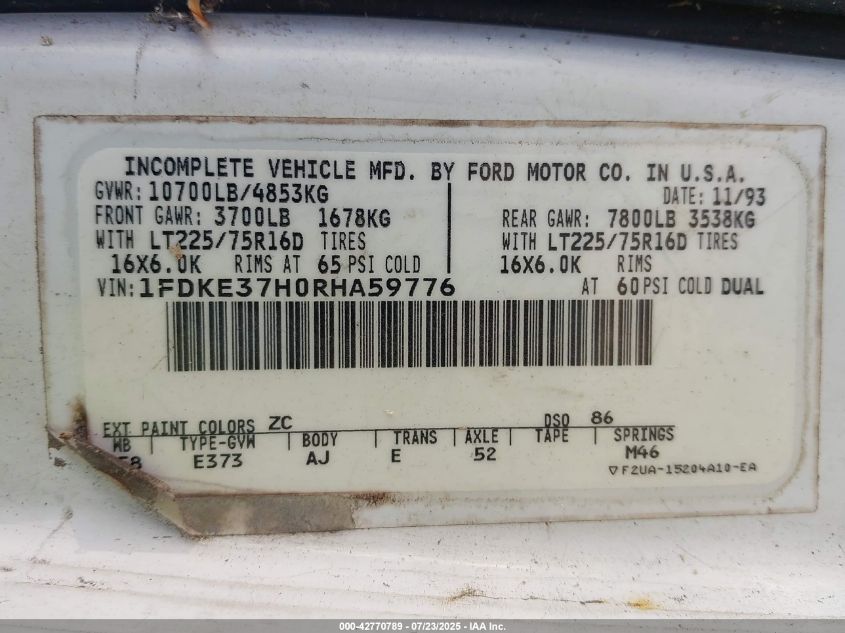 INCOMPLETE VEHICLE MFD. BY FORD MOTOR CO. IN U.S.A.
GVWR: 10700LB/4853KG DATE: 11/93
FRONT GAWR: 3700LB 1678KG REAR GAWR: 7800LB 3538KG
WITH LT225/75R16D TIRES WITH LT225/75R16D TIRES
16X6.0K RIMS AT 65 PSI COLD 16X6.0K RIMS
VIN: 1FDKE37H0RHA59776 AT 60PSI COLD DUAL
EXT PAINT COLORS ZC DSO 86
WB TYPE-GVW BODY TRANS AXLE TAPE SPRINGS
E373 AJ E 52 M46
F2UA-15204A10-EA
000-42770789 - 07/23/2025 - IAA Inc.